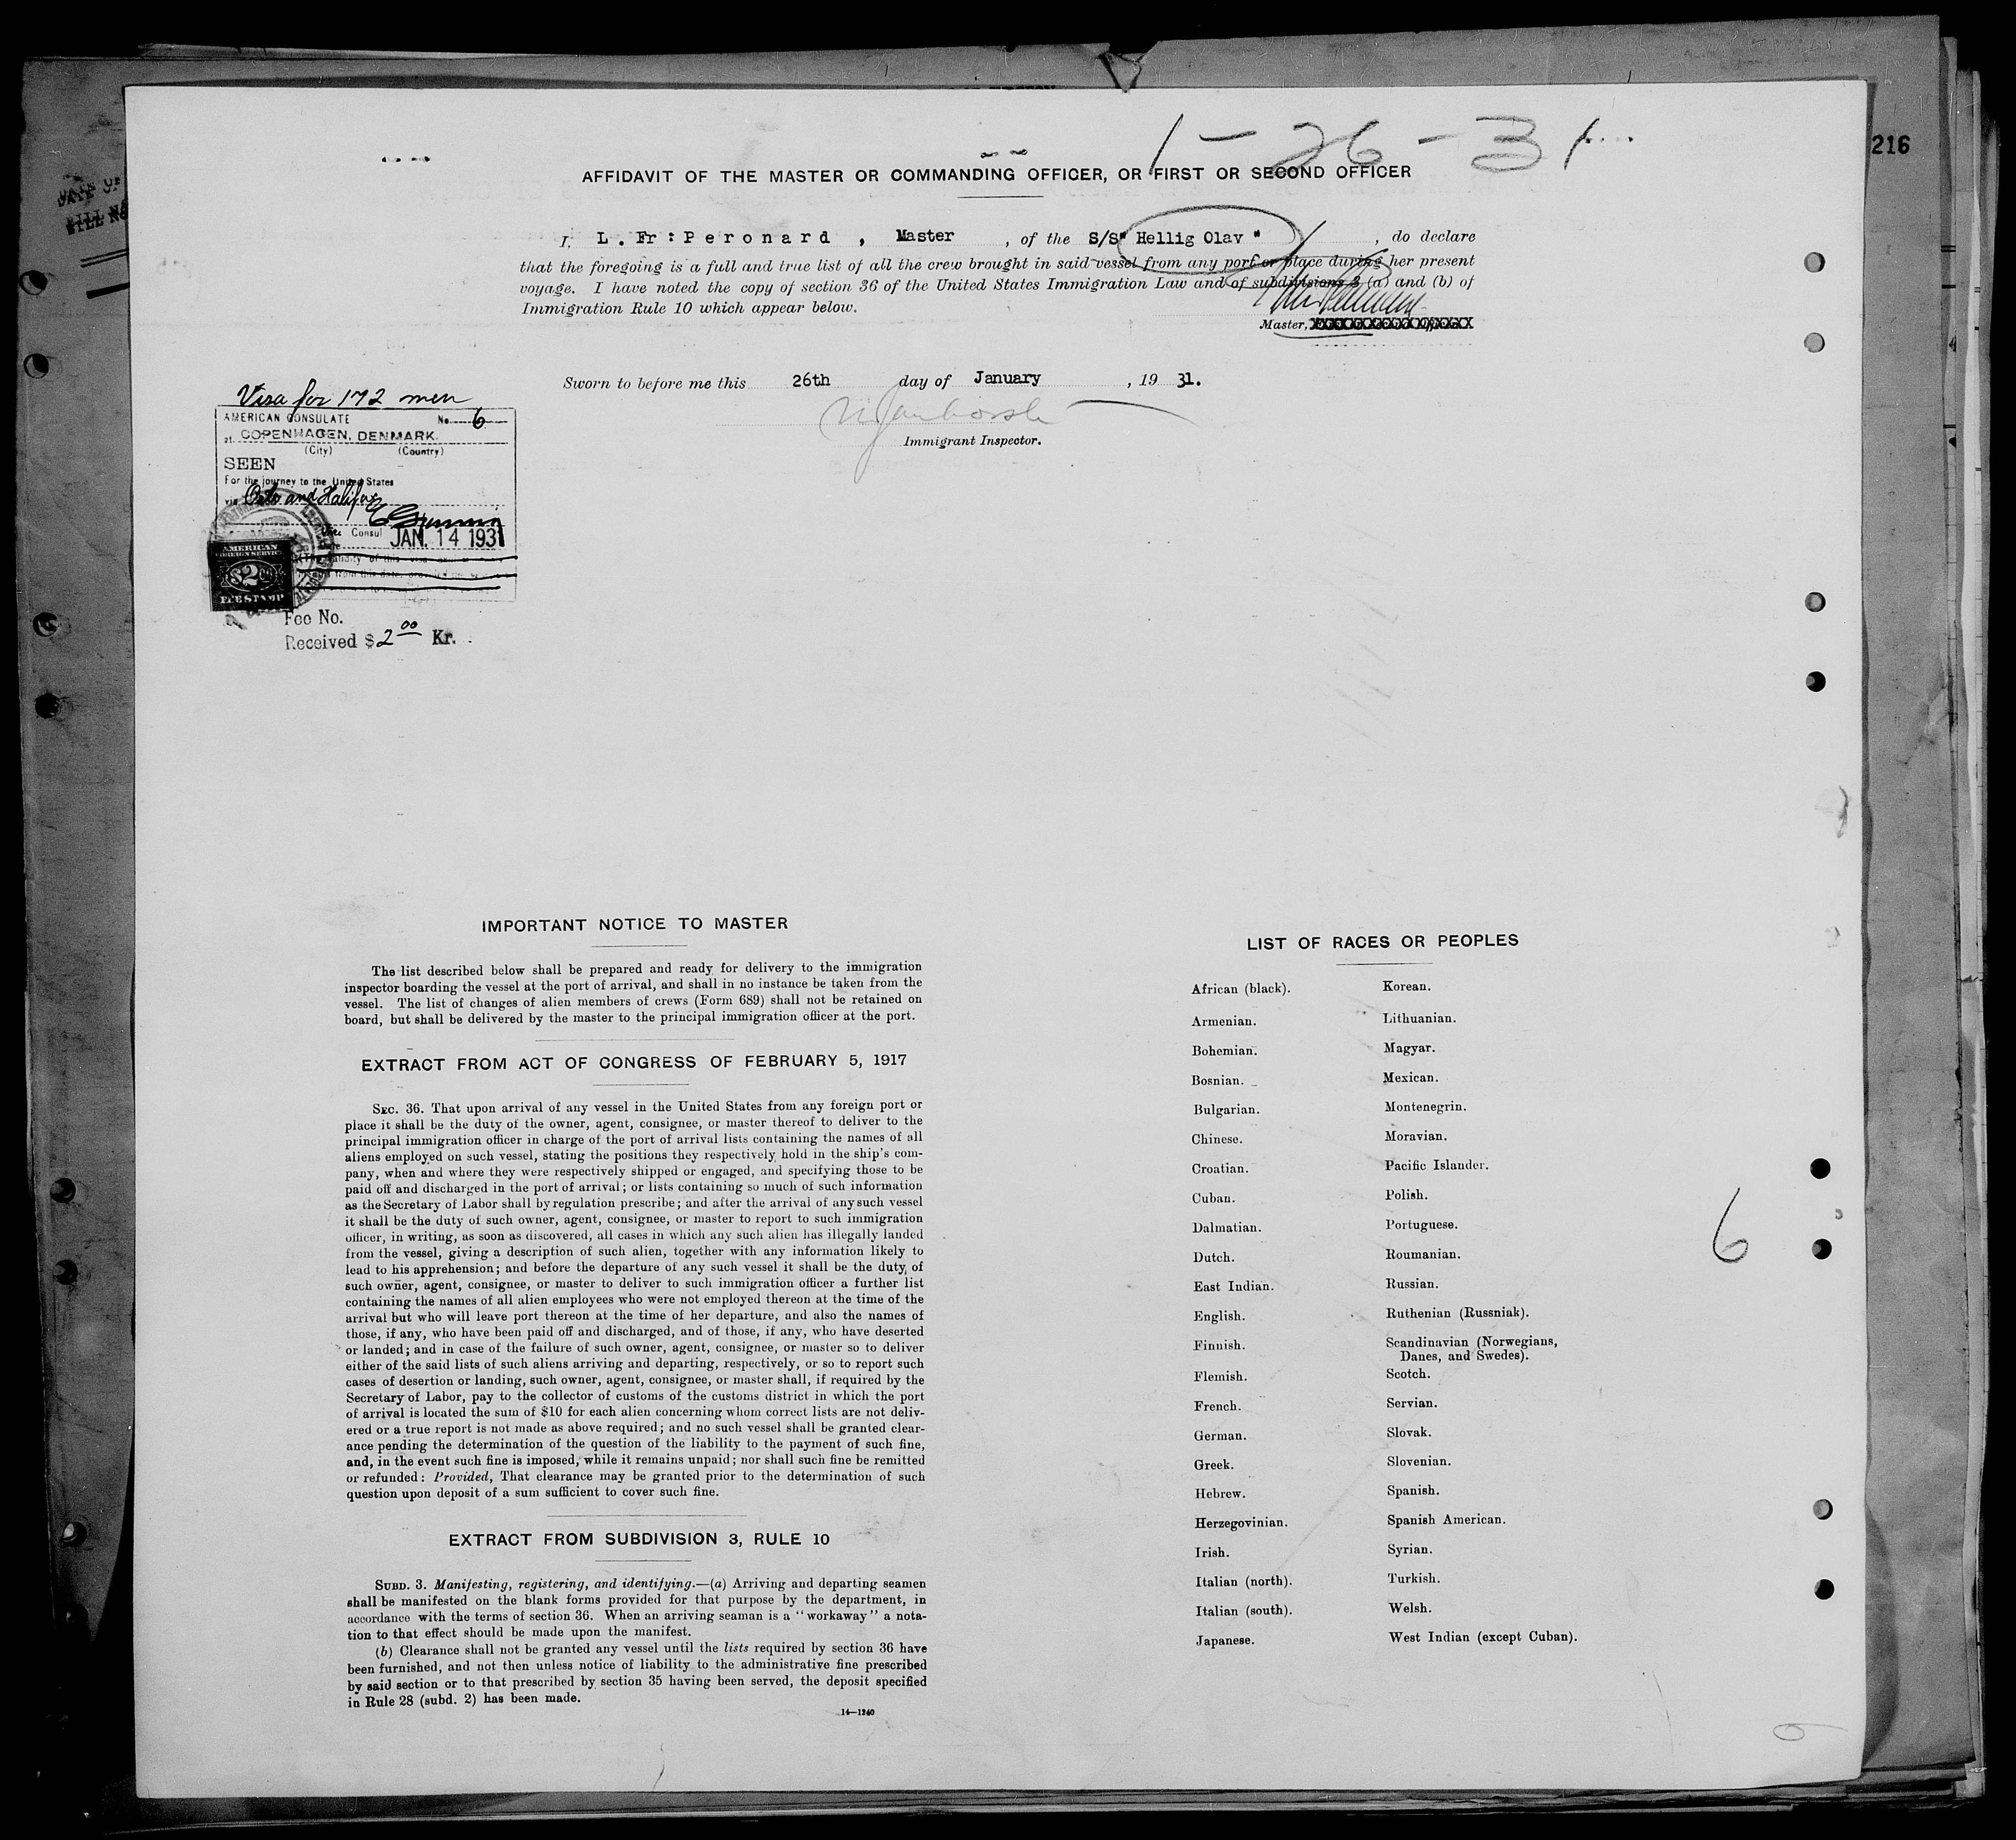 1-26-31
216
AFFIDAVIT OF THE MASTER OR COMMANDING OFFICER, OR FIRST OR SECOND OFFICER
I, L. Fr: Peronard, Master, of the S/S" Hellig Olav ", do declare
that the foregoing is a full and true list of all the crew brought in said vessel from any port or place during her present
voyage. I have noted the copy of section 36 of the United States Immigration Law and of subdivisions 3 (a) and (b) of
Immigration Rule 10 which appear below.
Master,
Sworn to before me this 26th day of January, 19 31.
Immigrant Inspector.
Visa for 172 men
AMERICAN CONSULATE No. 6
at COPENHAGEN, DENMARK.
(City) (Country)
SEEN
For the journey to the United States
via Oslo and Halifax
Vice Consul JAN. 14 1931
AMERICAN
FOREIGN SERVICE
$2.00
FEE STAMP
Fee No.
Received $ 2 00 Kr.
IMPORTANT NOTICE TO MASTER
The list described below shall be prepared and ready for delivery to the immigration
inspector boarding the vessel at the port of arrival, and shall in no instance be taken from the
vessel. The list of changes of alien members of crews (Form 689) shall not be retained on
board, but shall be delivered by the master to the principal immigration officer at the port.
EXTRACT FROM ACT OF CONGRESS OF FEBRUARY 5, 1917
SEC. 36. That upon arrival of any vessel in the United States from any foreign port or
place it shall be the duty of the owner, agent, consignee, or master thereof to deliver to the
principal immigration officer in charge of the port of arrival lists containing the names of all
aliens employed on such vessel, stating the positions they respectively hold in the ship's com-
pany, when and where they were respectively shipped or engaged, and specifying those to be
paid off and discharged in the port of arrival; or lists containing so much of such information
as the Secretary of Labor shall by regulation prescribe; and after the arrival of any such vessel
it shall be the duty of such owner, agent, consignee, or master to report to such immigration
officer, in writing, as soon as discovered, all cases in which any such alien has illegally landed
from the vessel, giving a description of such alien, together with any information likely to
lead to his apprehension; and before the departure of any such vessel it shall be the duty of
such owner, agent, consignee, or master to deliver to such immigration officer a further list
containing the names of all alien employees who were not employed thereon at the time of the
arrival but who will leave port thereon at the time of her departure, and also the names of
those, if any, who have been paid off and discharged, and of those, if any, who have deserted
or landed; and in case of the failure of such owner, agent, consignee, or master so to deliver
either of the said lists of such aliens arriving and departing, respectively, or so to report such
cases of desertion or landing, such owner, agent, consignee, or master shall, if required by the
Secretary of Labor, pay to the collector of customs of the customs district in which the port
of arrival is located the sum of $10 for each alien concerning whom correct lists are not deliv-
ered or a true report is not made as above required; and no such vessel shall be granted clear-
ance pending the determination of the question of the liability to the payment of such fine,
and, in the event such fine is imposed, while it remains unpaid; nor shall such fine be remitted
or refunded: Provided, That clearance may be granted prior to the determination of such
question upon deposit of a sum sufficient to cover such fine.
EXTRACT FROM SUBDIVISION 3, RULE 10
SUBD. 3. Manifesting, registering, and identifying.—(a) Arriving and departing seamen
shall be manifested on the blank forms provided for that purpose by the department, in
accordance with the terms of section 36. When an arriving seaman is a "workaway" a nota-
tion to that effect should be made upon the manifest.
(b) Clearance shall not be granted any vessel until the lists required by section 36 have
been furnished, and not then unless notice of liability to the administrative fine prescribed
by said section or to that prescribed by section 35 having been served, the deposit specified
in Rule 28 (subd. 2) has been made.
14—1240
LIST OF RACES OR PEOPLES
African (black). Korean.
Armenian. Lithuanian.
Bohemian. Magyar.
Bosnian. Mexican.
Bulgarian. Montenegrin.
Chinese. Moravian.
Croatian. Pacific Islander.
Cuban. Polish.
Dalmatian. Portuguese.
Dutch. Roumanian.
East Indian. Russian.
English. Ruthenian (Russniak).
Finnish. Scandinavian (Norwegians,
Danes, and Swedes).
Flemish. Scotch.
French. Servian.
German. Slovak.
Greek. Slovenian.
Hebrew. Spanish.
Herzegovinian. Spanish American.
Irish. Syrian.
Italian (north). Turkish.
Italian (south). Welsh.
Japanese. West Indian (except Cuban).
6